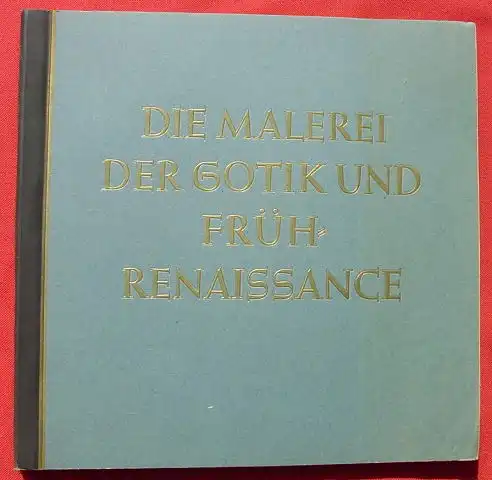 DIE MALEREI
DER GOTIK UND
FRÜH-
RENAISSANCE